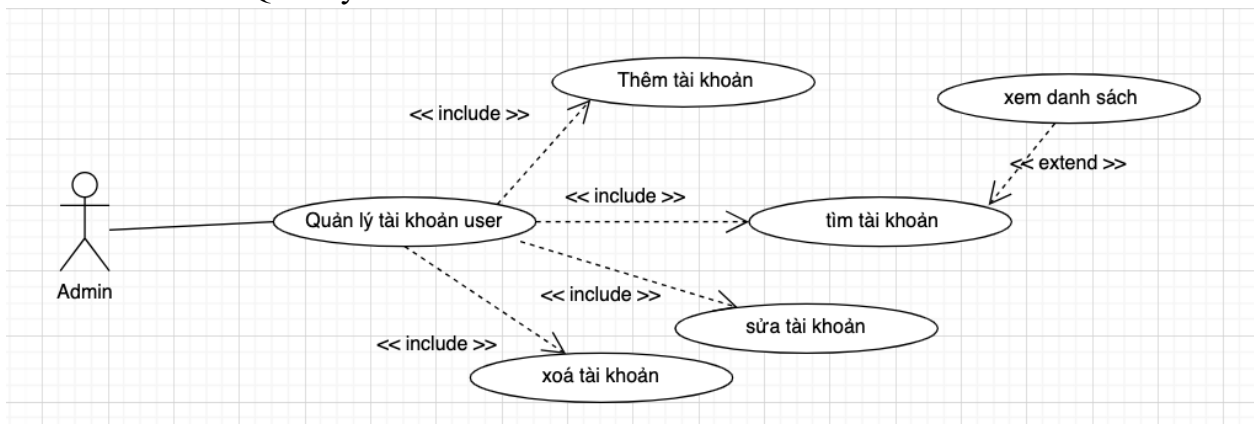 Thêm tài khoản
xem danh sách
<< include >>
<< extend >>
<< include >>
Quản lý tài khoản user
tìm tài khoản
Admin
<< include >>
sửa tài khoản
<< include >>
xoá tài khoản